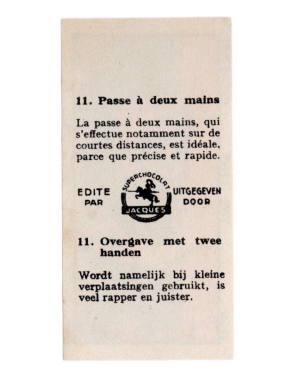 11. Passe à deux mains
La passe à deux mains, qui
s'effectue notamment sur de
courtes distances, est idéale,
parce que précise et rapide.
EDITE
PAR
SUPERCHOCOLAT
JACQUES
UITGEGEVEN
DOOR
11. Overgave met twee
handen
Wordt namelijk bij kleine
verplaatsingen gebruikt, is
veel rapper en juister.